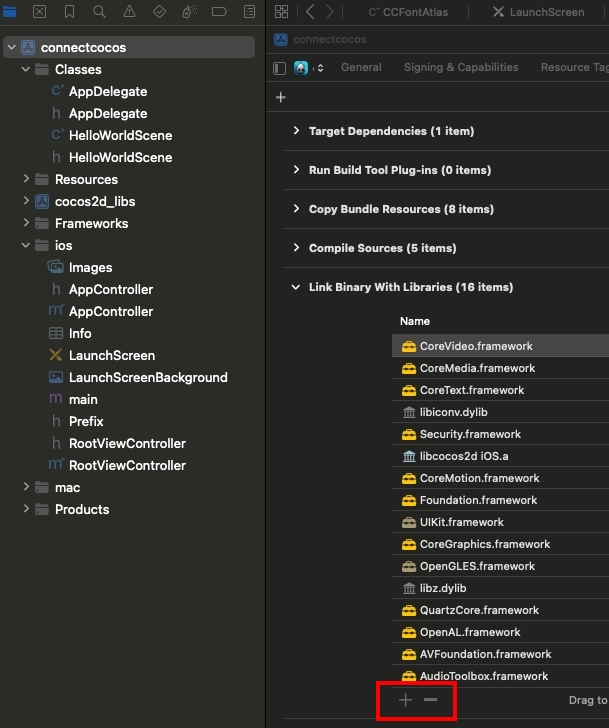 CCFontAtlas
LaunchScreen
connectcocos
General
Signing & Capabilities
Resource Tag
connectcocos
Classes
AppDelegate
h AppDelegate
HelloWorldScene
h HelloWorldScene
Resources
cocos2d_libs
Frameworks
ios
Images
h AppController
m AppController
Info
LaunchScreen
LaunchScreenBackground
m main
h Prefix
h RootViewController
m RootViewController
mac
Products
Target Dependencies (1 item)
Run Build Tool Plug-ins (0 items)
Copy Bundle Resources (8 items)
Compile Sources (5 items)
Link Binary With Libraries (16 items)
Name
CoreVideo.framework
CoreMedia.framework
CoreText.framework
libiconv.dylib
Security.framework
libcocos2d iOS.a
CoreMotion.framework
Foundation.framework
UIKit.framework
CoreGraphics.framework
OpenGLES.framework
libz.dylib
QuartzCore.framework
OpenAL.framework
AVFoundation.framework
AudioToolbox.framework
Drag to